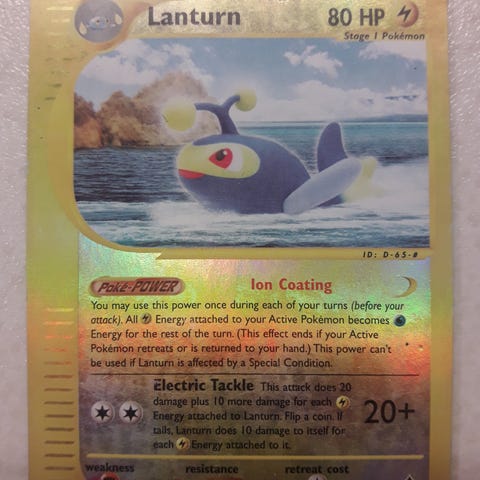 Lanturn 80 HP
Stage 1 Pokémon
ID: D-65-#
Poké-POWER Ion Coating
You may use this power once during each of your turns (before your
attack). All Energy attached to your Active Pokémon becomes
Energy for the rest of the turn. (This effect ends if your Active
Pokémon retreats or is returned to your hand.) This power can't
be used if Lanturn is affected by a Special Condition.
Electric Tackle This attack does 20
damage plus 10 more damage for each
Energy attached to Lanturn. Flip a coin. If
tails, Lanturn does 10 damage to itself for
each Energy attached to it.
20+
weakness resistance retreat cost